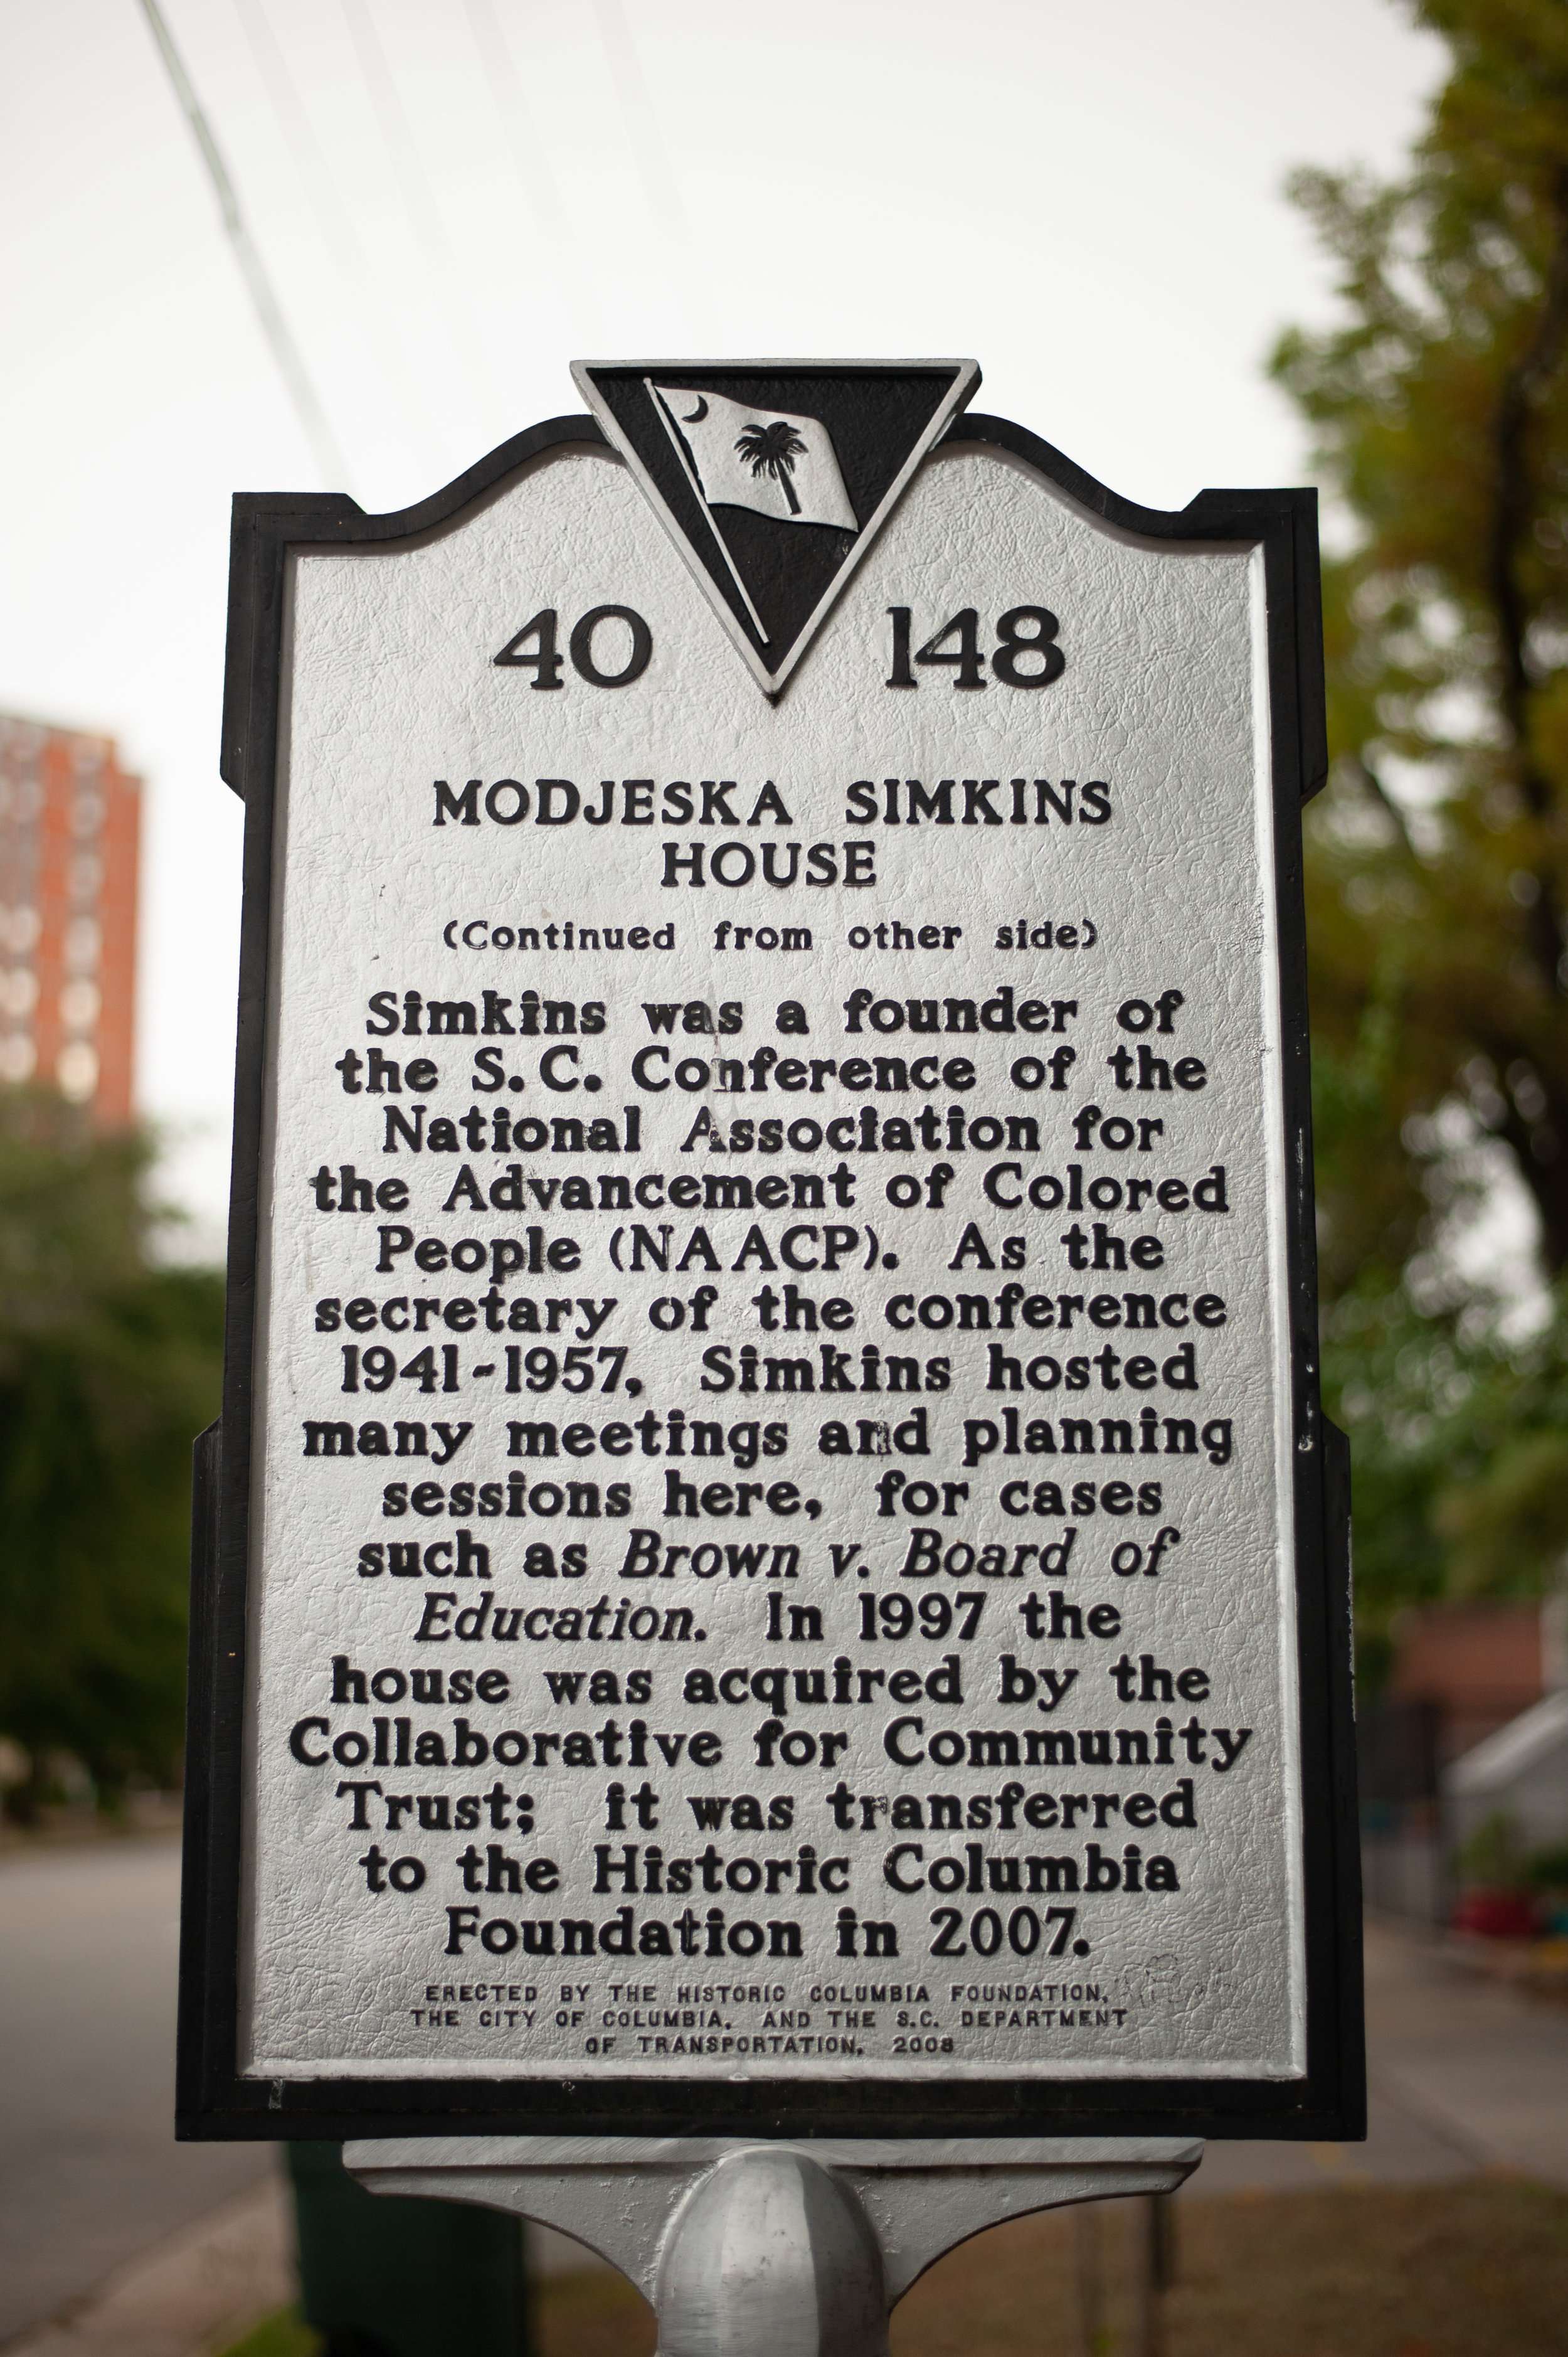 40 148
MODJESKA SIMKINS
HOUSE
(Continued from other side)
Simkins was a founder of
the S.C. Conference of the
National Association for
the Advancement of Colored
People (NAACP). As the
secretary of the conference
1941-1957, Simkins hosted
many meetings and planning
sessions here, for cases
such as Brown v. Board of
Education. In 1997 the
house was acquired by the
Collaborative for Community
Trust; it was transferred
to the Historic Columbia
Foundation in 2007.
ERECTED BY THE HISTORIC COLUMBIA FOUNDATION,
THE CITY OF COLUMBIA, AND THE S.C. DEPARTMENT
OF TRANSPORTATION, 2008